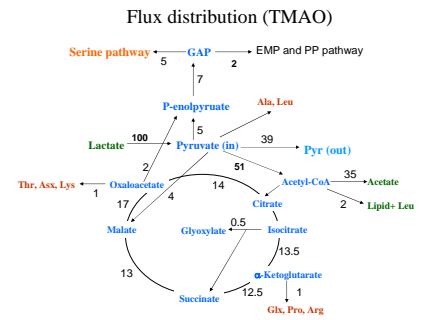 Flux distribution (TMAO)
Serine pathway
GAP
EMP and PP pathway
5
2
7
P-enolpyruate
Ala, Leu
5
39
Lactate
100
Pyruvate (in)
Pyr (out)
51
2
35
Thr, Asx, Lys
Oxaloacetate
14
Acetyl-CoA
Acetate
1
4
2
17
Citrate
Lipid+ Leu
0.5
Malate
Glyoxylate
Isocitrate
13.5
13
α-Ketoglutarate
12.5
1
Succinate
Glx, Pro, Arg